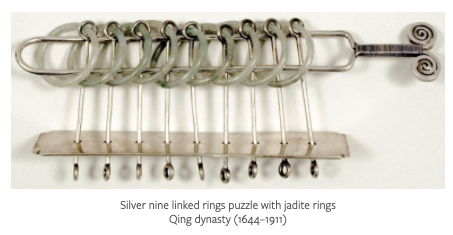 Silver nine linked rings puzzle with jadite rings
Qing dynasty (1644–1911)